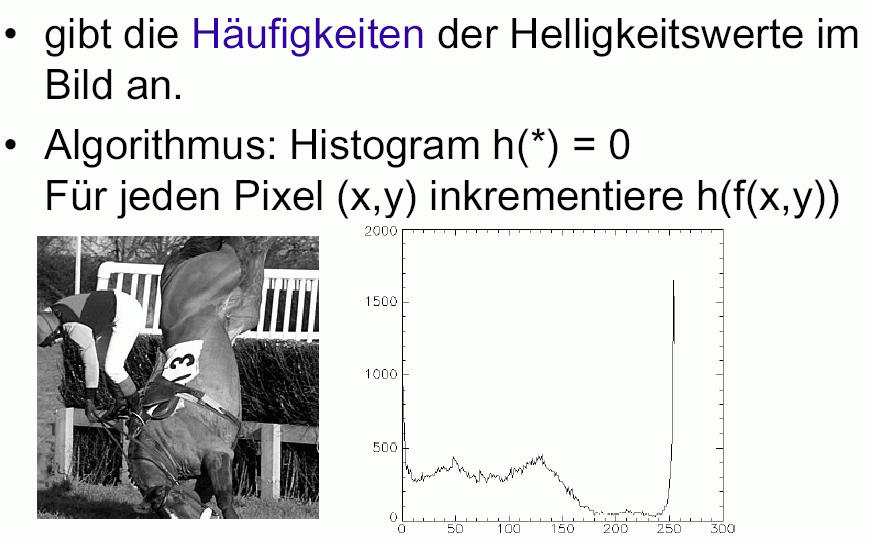 • gibt die Häufigkeiten der Helligkeitswerte im
Bild an.
• Algorithmus: Histogram h(*) = 0
Für jeden Pixel (x,y) inkrementiere h(f(x,y))
13
2000
1500
1000
500
0
0 50 100 150 200 250 300